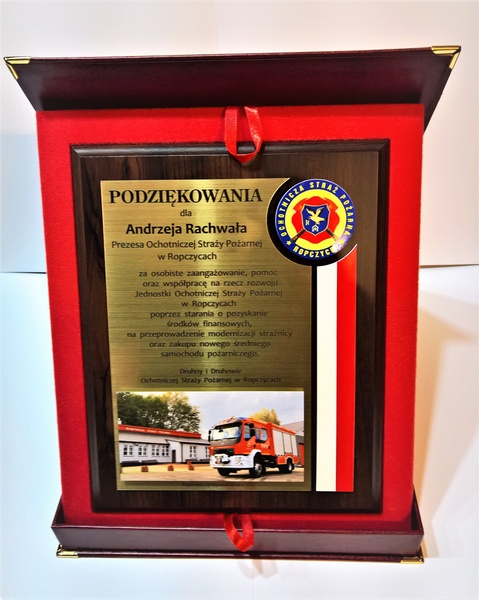 PODZIĘKOWANIA
dla
Andrzeja Rachwała
Prezesa Ochotniczej Straży Pożarnej
w Ropczycach
za osobiste zaangażowanie, pomoc
oraz współpracę na rzecz rozwoju
Jednostki Ochotniczej Straży Pożarnej
w Ropczycach
poprzez starania o pozyskanie
środków finansowych,
na przeprowadzenie modernizacji strażnicy
oraz zakupu nowego średniego
samochodu pożarniczego.
Druhny i Druhowie
Ochotniczej Straży Pożarnej w Ropczycach
OCHOTNICZA STRAŻ POŻARNA
ROPCZYCE